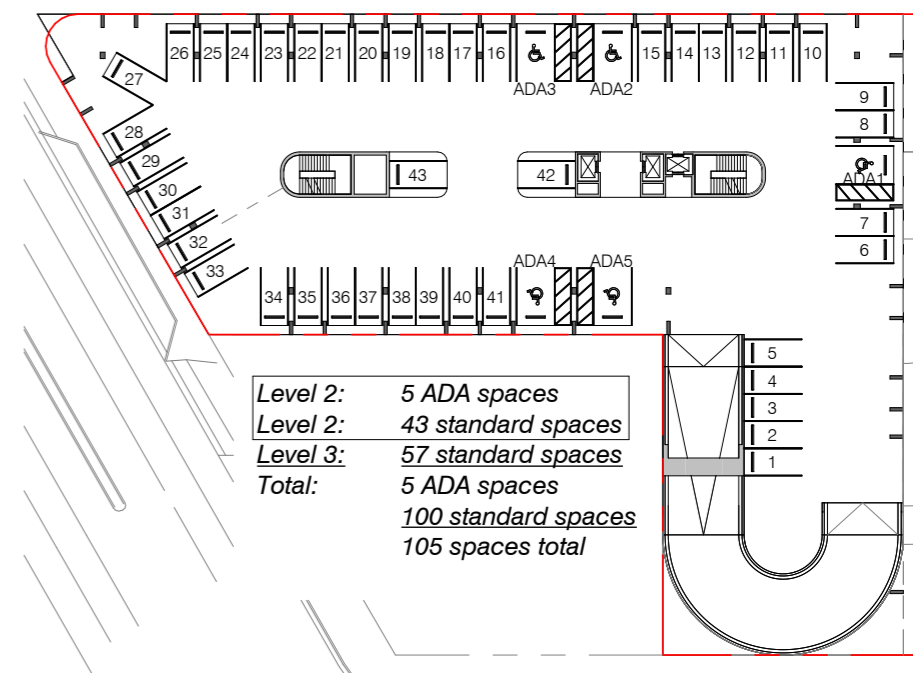 26 25 24 23 22 21 20 19 18 17 16 15 14 13 12 11 10
ADA3 ADA2
27
9
8
28
29
ADA1
43
42
30
31
7
32
6
33
ADA4 ADA5
34 35 36 37 38 39 40 41
5
4
3
2
1
Level 2: 5 ADA spaces
Level 2: 43 standard spaces
Level 3: 57 standard spaces
Total: 5 ADA spaces
100 standard spaces
105 spaces total